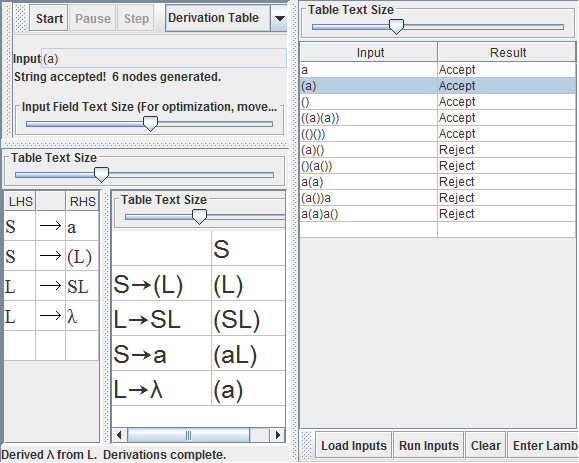 Start Pause Step Derivation Table
Input (a)
String accepted! 6 nodes generated.
Input Field Text Size (For optimization, move...
Table Text Size
LHS RHS
S → a
S → (L)
L → SL
L → λ
Table Text Size
S
S→(L) (L)
L→SL (SL)
S→a (aL)
L→λ (a)
Derived λ from L. Derivations complete.
Table Text Size
Input Result
a Accept
(a) Accept
() Accept
((a)(a)) Accept
(()()) Accept
(a)() Reject
()(a()) Reject
a(a) Reject
(a())a Reject
a(a)a() Reject
Load Inputs Run Inputs Clear Enter Lamb